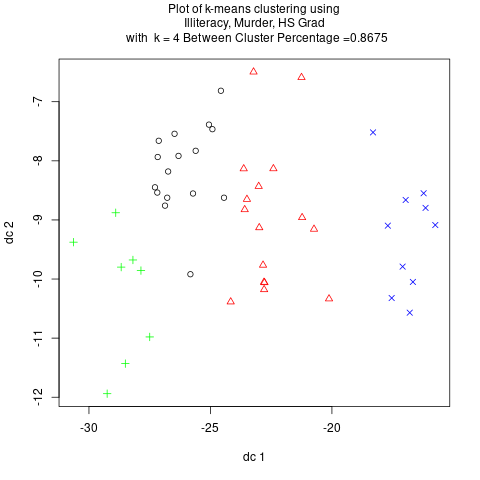 Plot of k-means clustering using
Illiteracy, Murder, HS Grad
with  k = 4 Between Cluster Percentage =0.8675
-7
-8
-9
-10
-11
-12
dc 2
-30
-25
-20
dc 1